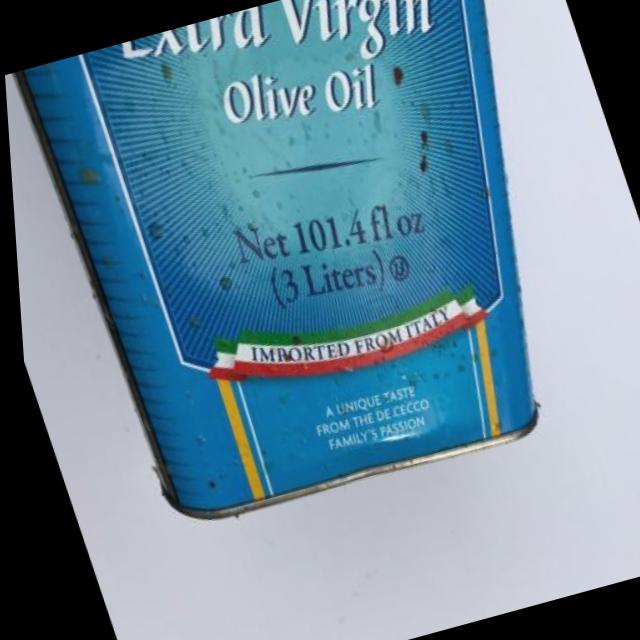 Extra Virgin
Olive Oil
Net 101.4 fl oz
(3 Liters)
IMPORTED FROM ITALY
A UNIQUE TASTE
FROM THE DE CECCO
FAMILY'S PASSION